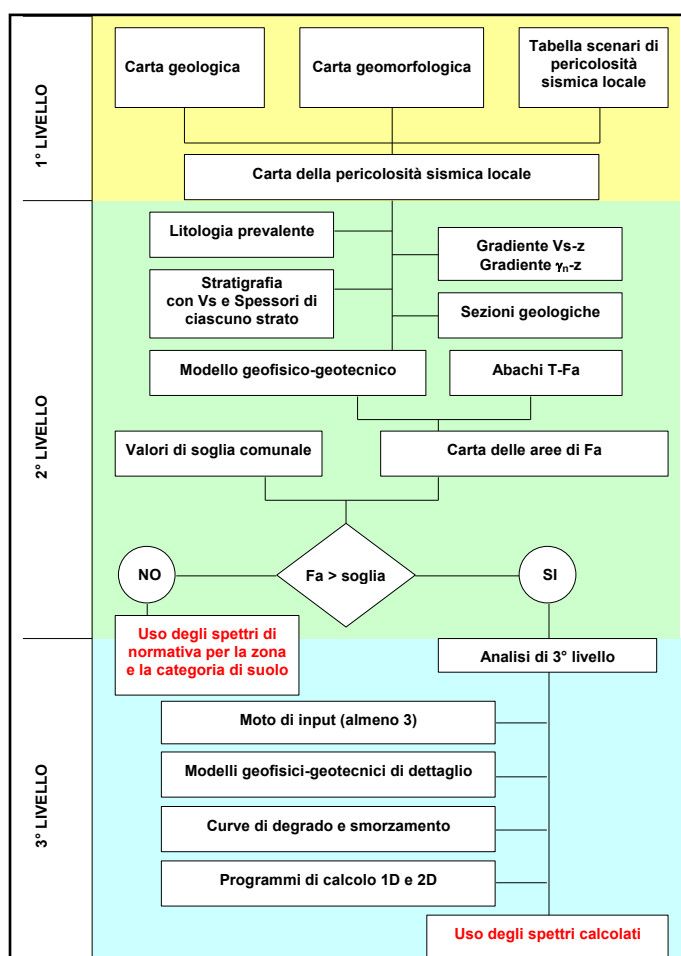 1° LIVELLO
Carta geologica
Carta geomorfologica
Tabella scenari di
pericolosità
sismica locale
Carta della pericolosità sismica locale
2° LIVELLO
Litologia prevalente
Gradiente Vs-z
Gradiente γn-z
Stratigrafia
con Vs e Spessori di
ciascuno strato
Sezioni geologiche
Modello geofisico-geotecnico
Abachi T-Fa
Valori di soglia comunale
Carta delle aree di Fa
NO
Fa > soglia
SI
Uso degli spettri di
normativa per la zona
e la categoria di suolo
3° LIVELLO
Analisi di 3° livello
Moto di input (almeno 3)
Modelli geofisici-geotecnici di dettaglio
Curve di degrado e smorzamento
Programmi di calcolo 1D e 2D
Uso degli spettri calcolati